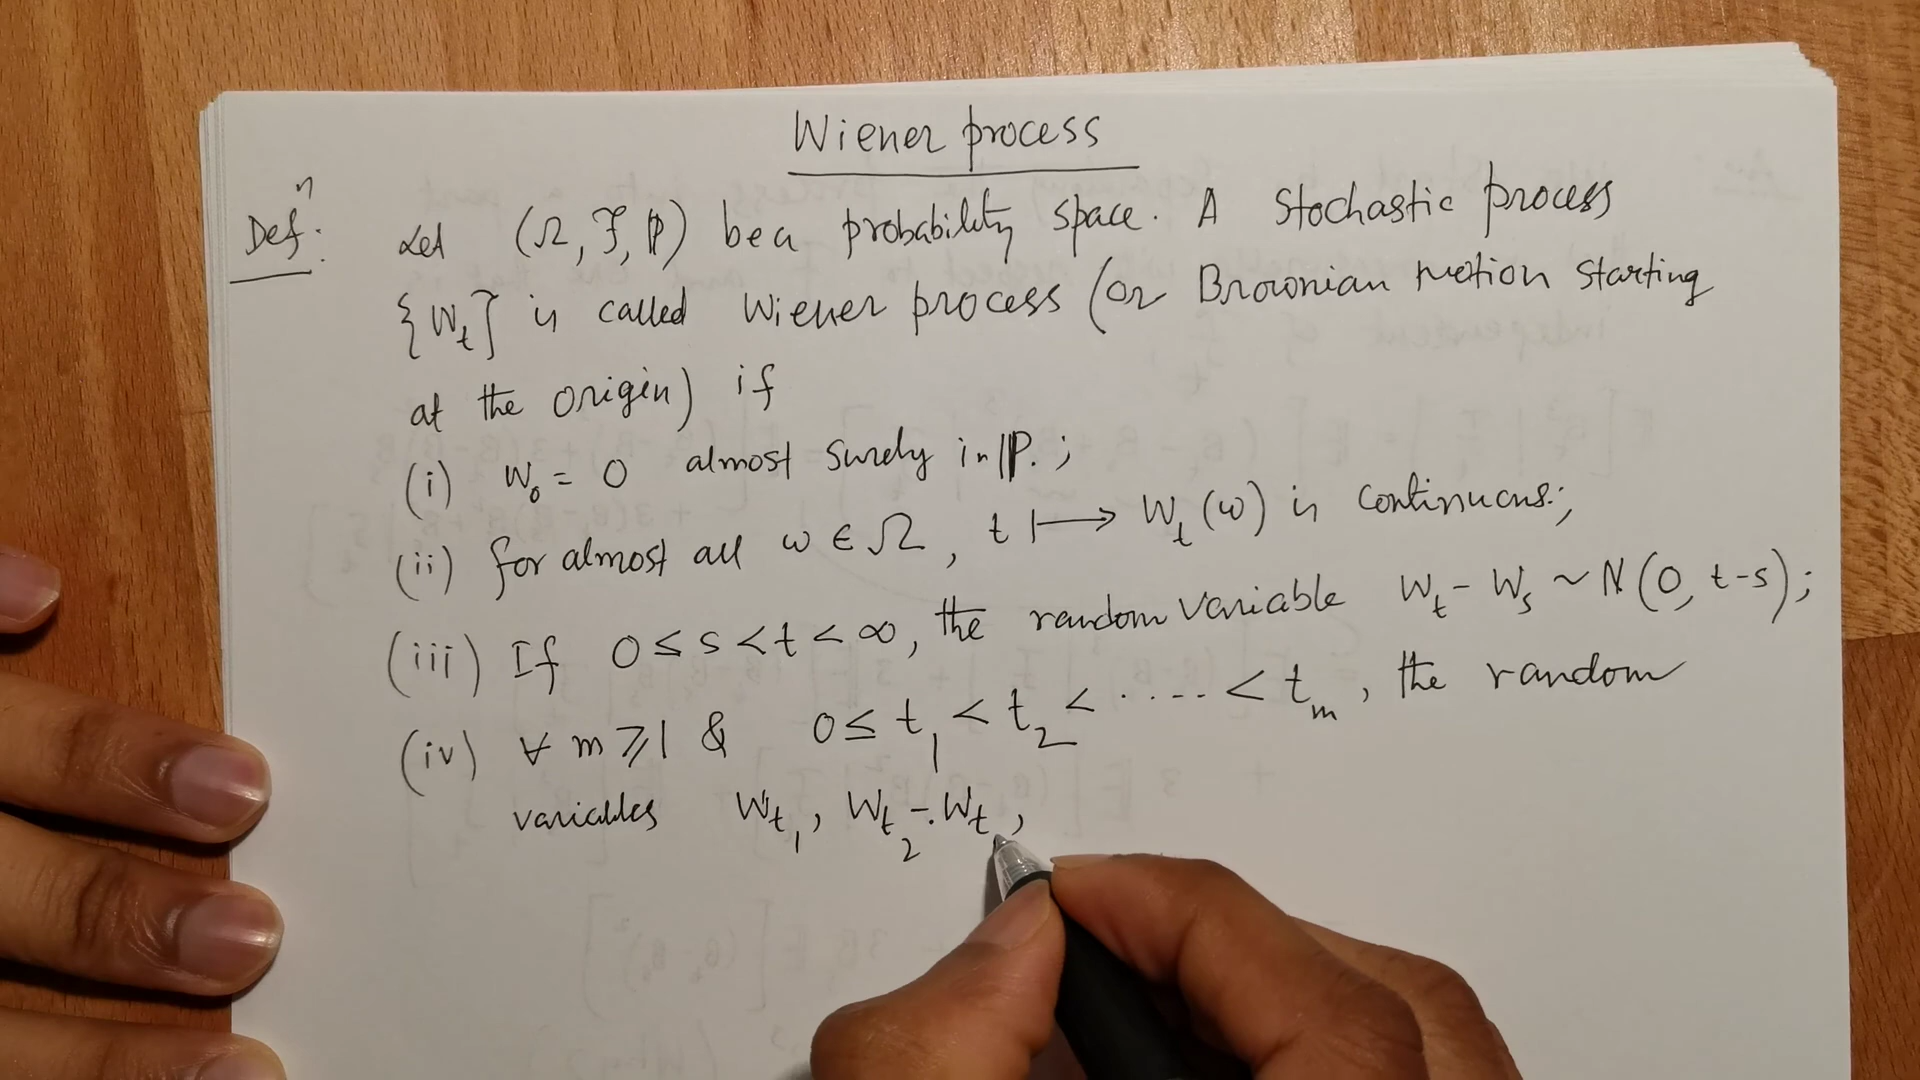 Wiener process
Defⁿ: Let (Ω, ℱ, ℙ) be a probability space. A stochastic process
{W_t} is called Wiener process (or Brownian motion starting
at the origin) if
(i) W₀ = 0 almost surely in ℙ.;
(ii) for almost all ω ∈ Ω, t ↦ W_t(ω) is continuous.;
(iii) If 0 ≤ s < t < ∞, the random variable W_t - W_s ~ N(0, t-s);
(iv) ∀ m ≥ 1 & 0 ≤ t₁ < t₂ < ..... < t_m, the random
variables W_t₁, W_t₂ - W_t,